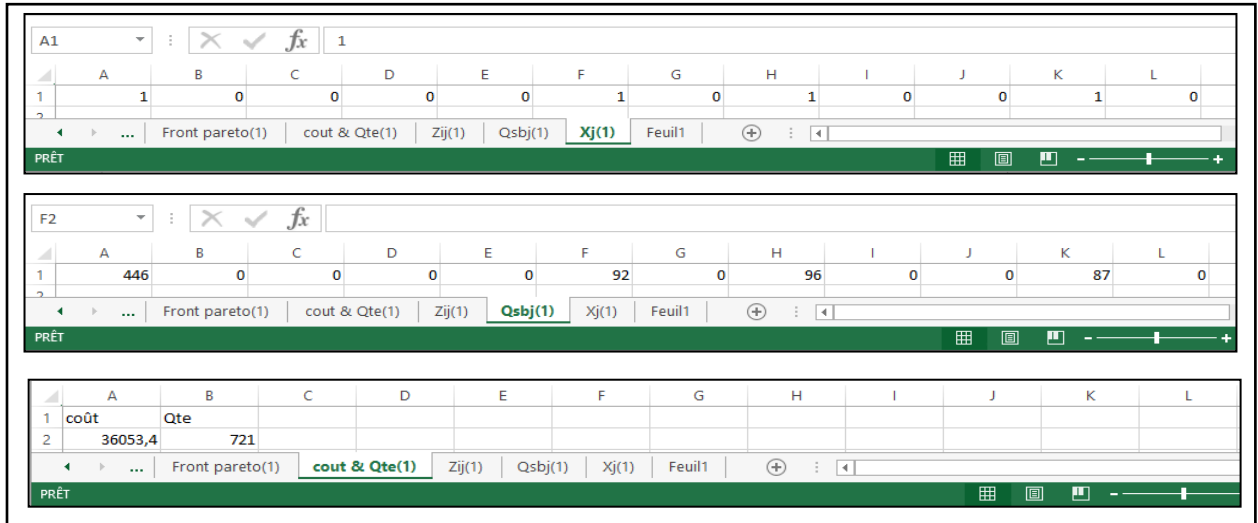 A1 fx 1
A B C D E F G H I J K L
1 1 0 0 0 0 1 0 1 0 0 1 0
2
... Front pareto(1) cout & Qte(1) Zij(1) Qsbj(1) Xj(1) Feuil1
PRÊT
F2 fx
A B C D E F G H I J K L
1 446 0 0 0 0 92 0 96 0 0 87 0
2
... Front pareto(1) cout & Qte(1) Zij(1) Qsbj(1) Xj(1) Feuil1
PRÊT
A B C D E F G H I J K L
1 coût Qte
2 36053,4 721
... Front pareto(1) cout & Qte(1) Zij(1) Qsbj(1) Xj(1) Feuil1
PRÊT